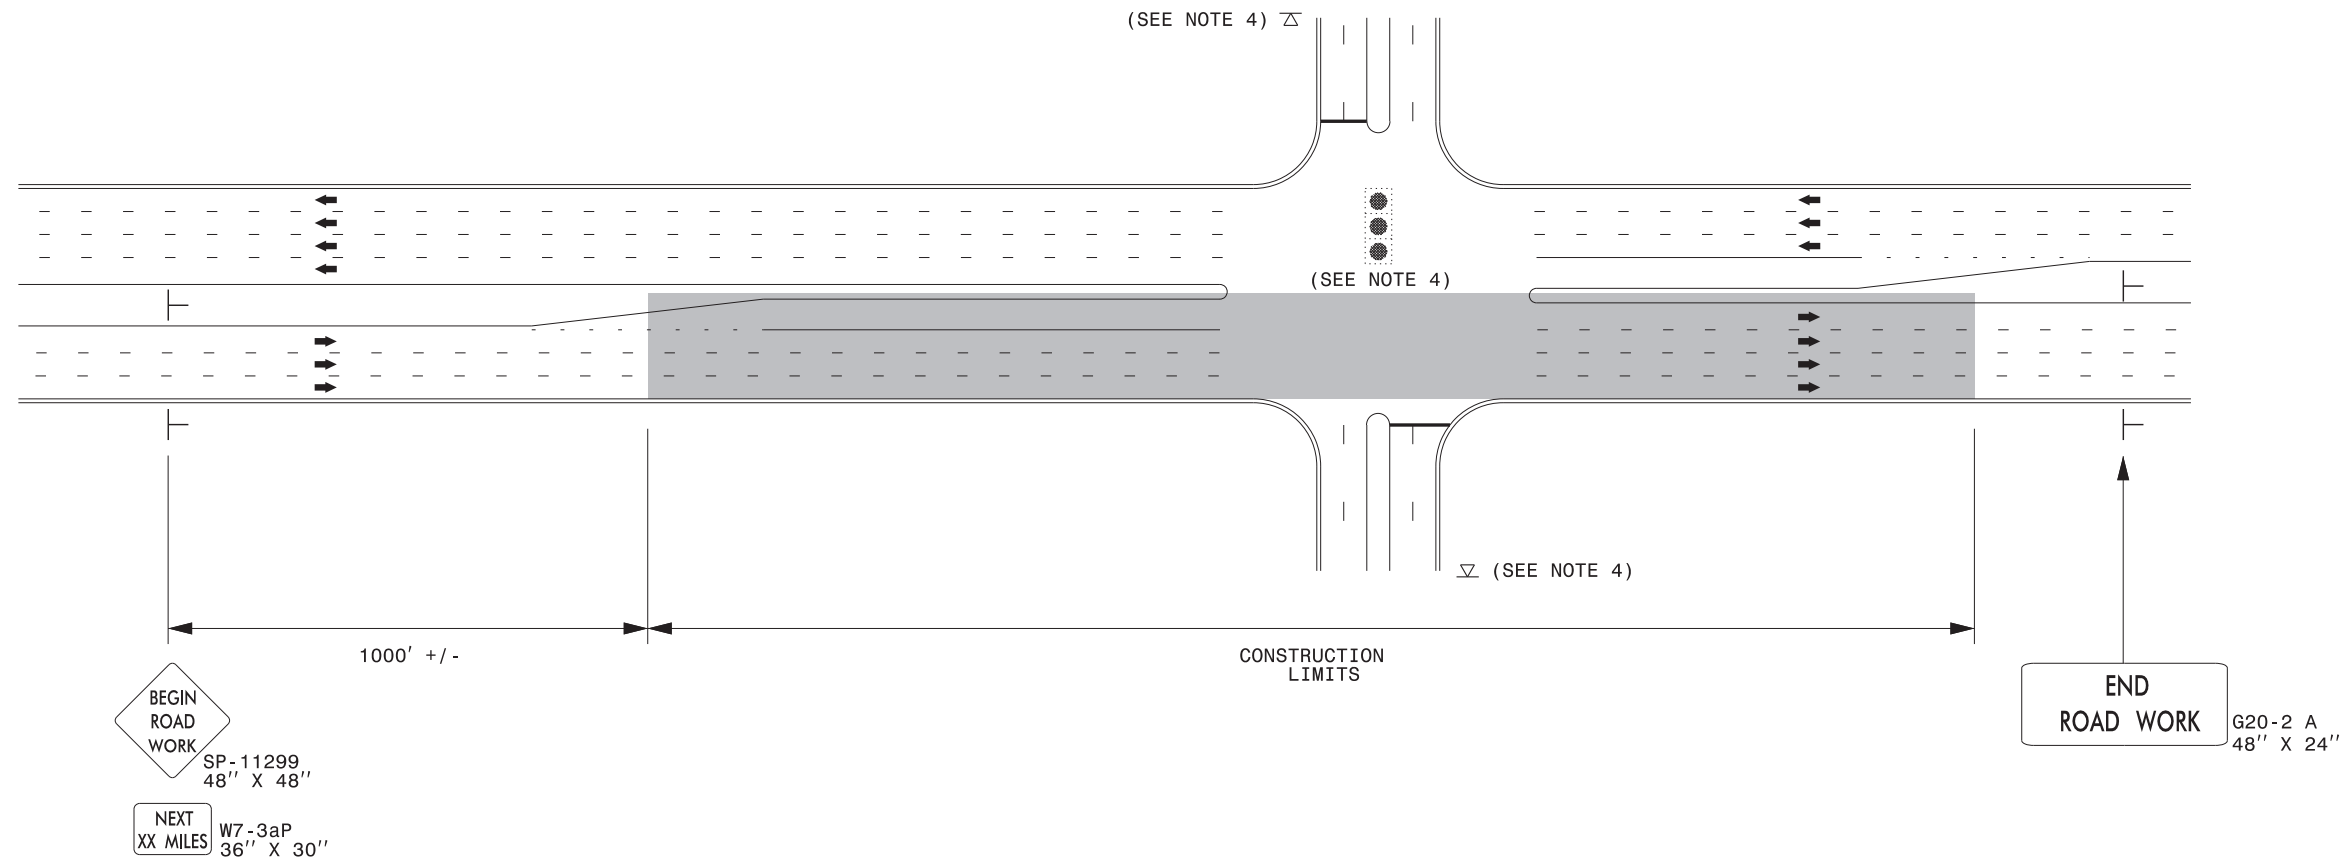 (SEE NOTE 4)
(SEE NOTE 4)
(SEE NOTE 4)
1000' +/-
CONSTRUCTION
LIMITS
BEGIN
ROAD
WORK
SP-11299
48'' X 48''
NEXT
XX MILES
W7-3aP
36'' X 30''
END
ROAD WORK
G20-2 A
48'' X 24''